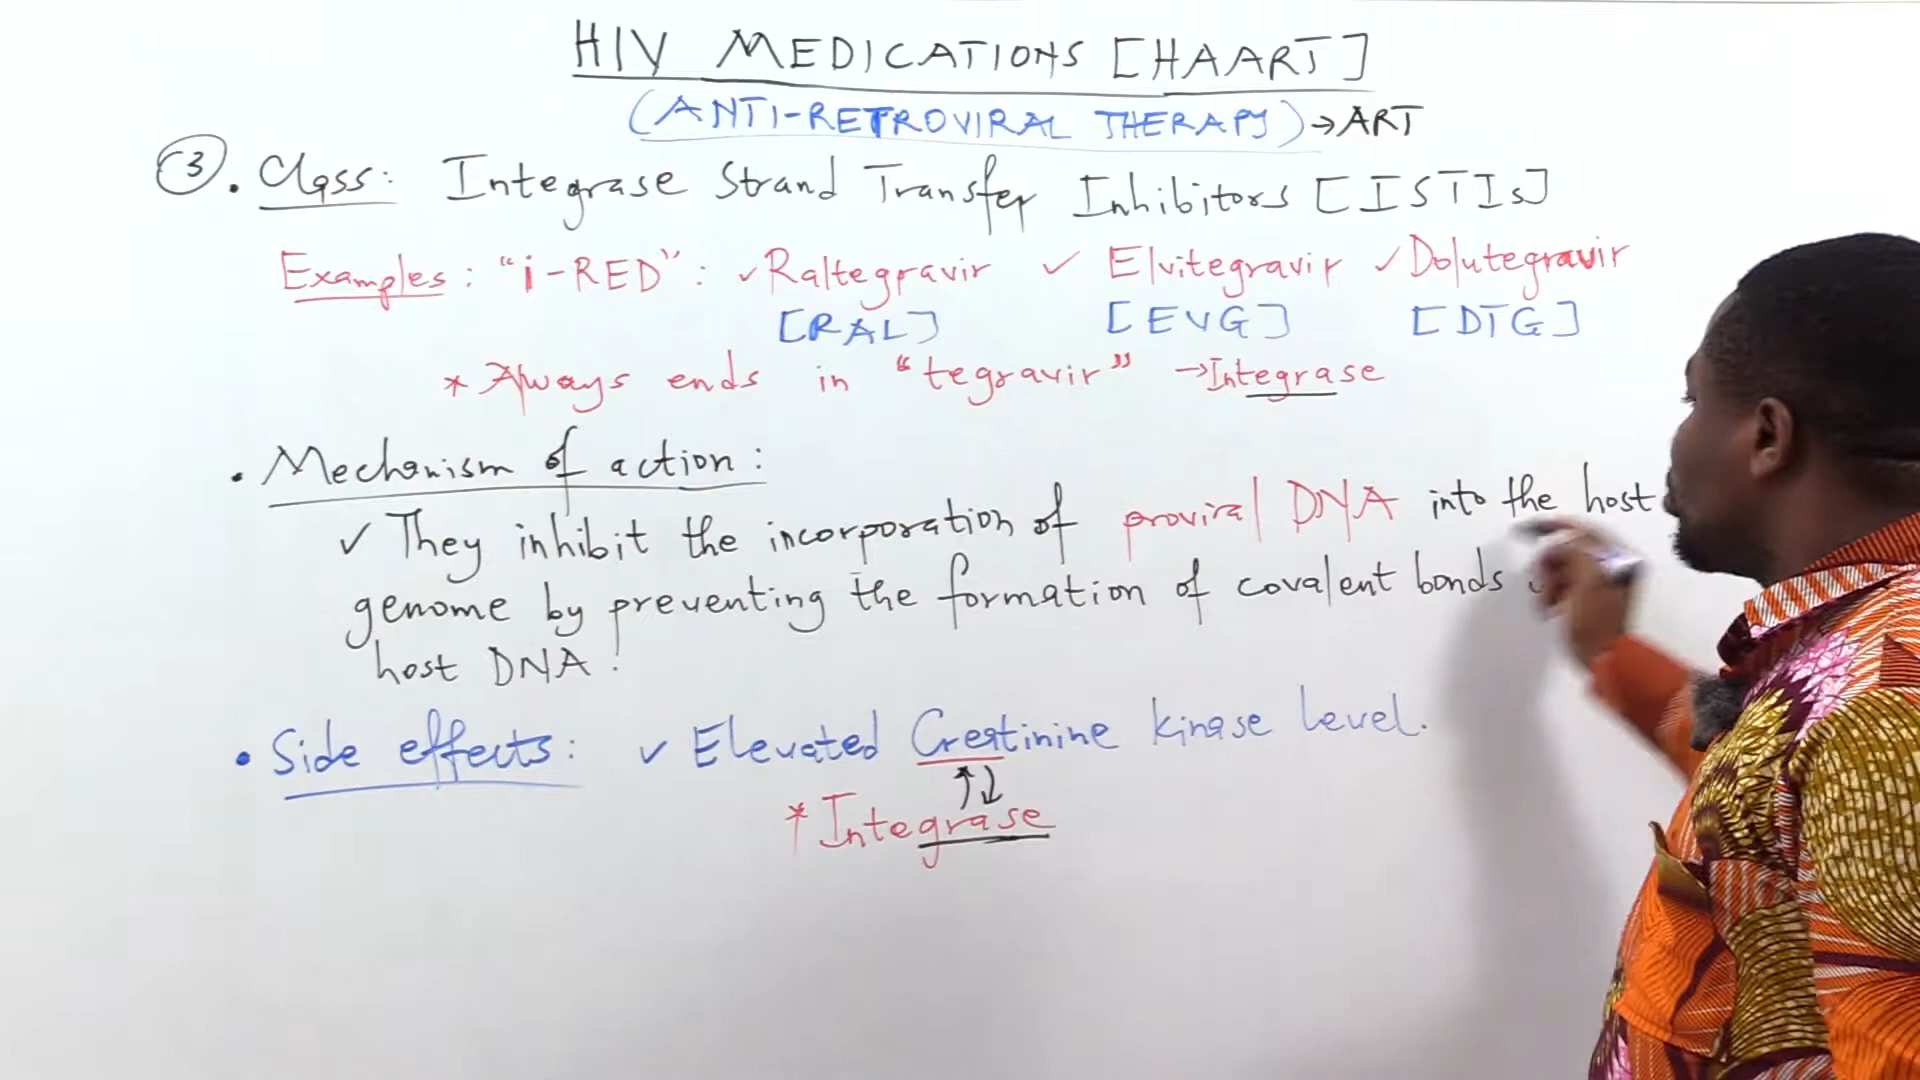 HIV MEDICATIONS [HAART]
(ANTI-RETROVIRAL THERAPY) → ART
③. Class: Integrase Strand Transfer Inhibitors [ISTIs]
Examples: "i-RED": ✓Raltegravir ✓ Elvitegravir ✓Dolutegravir
[RAL] [EVG] [DTG]
* Always ends in "tegravir" → Integrase
• Mechanism of action:
✓ They inhibit the incorporation of proviral DNA into the host
genome by preventing the formation of covalent bonds
host DNA!
• Side effects: ✓ Elevated Creatinine kinase Level.
↑↓
* Integrase